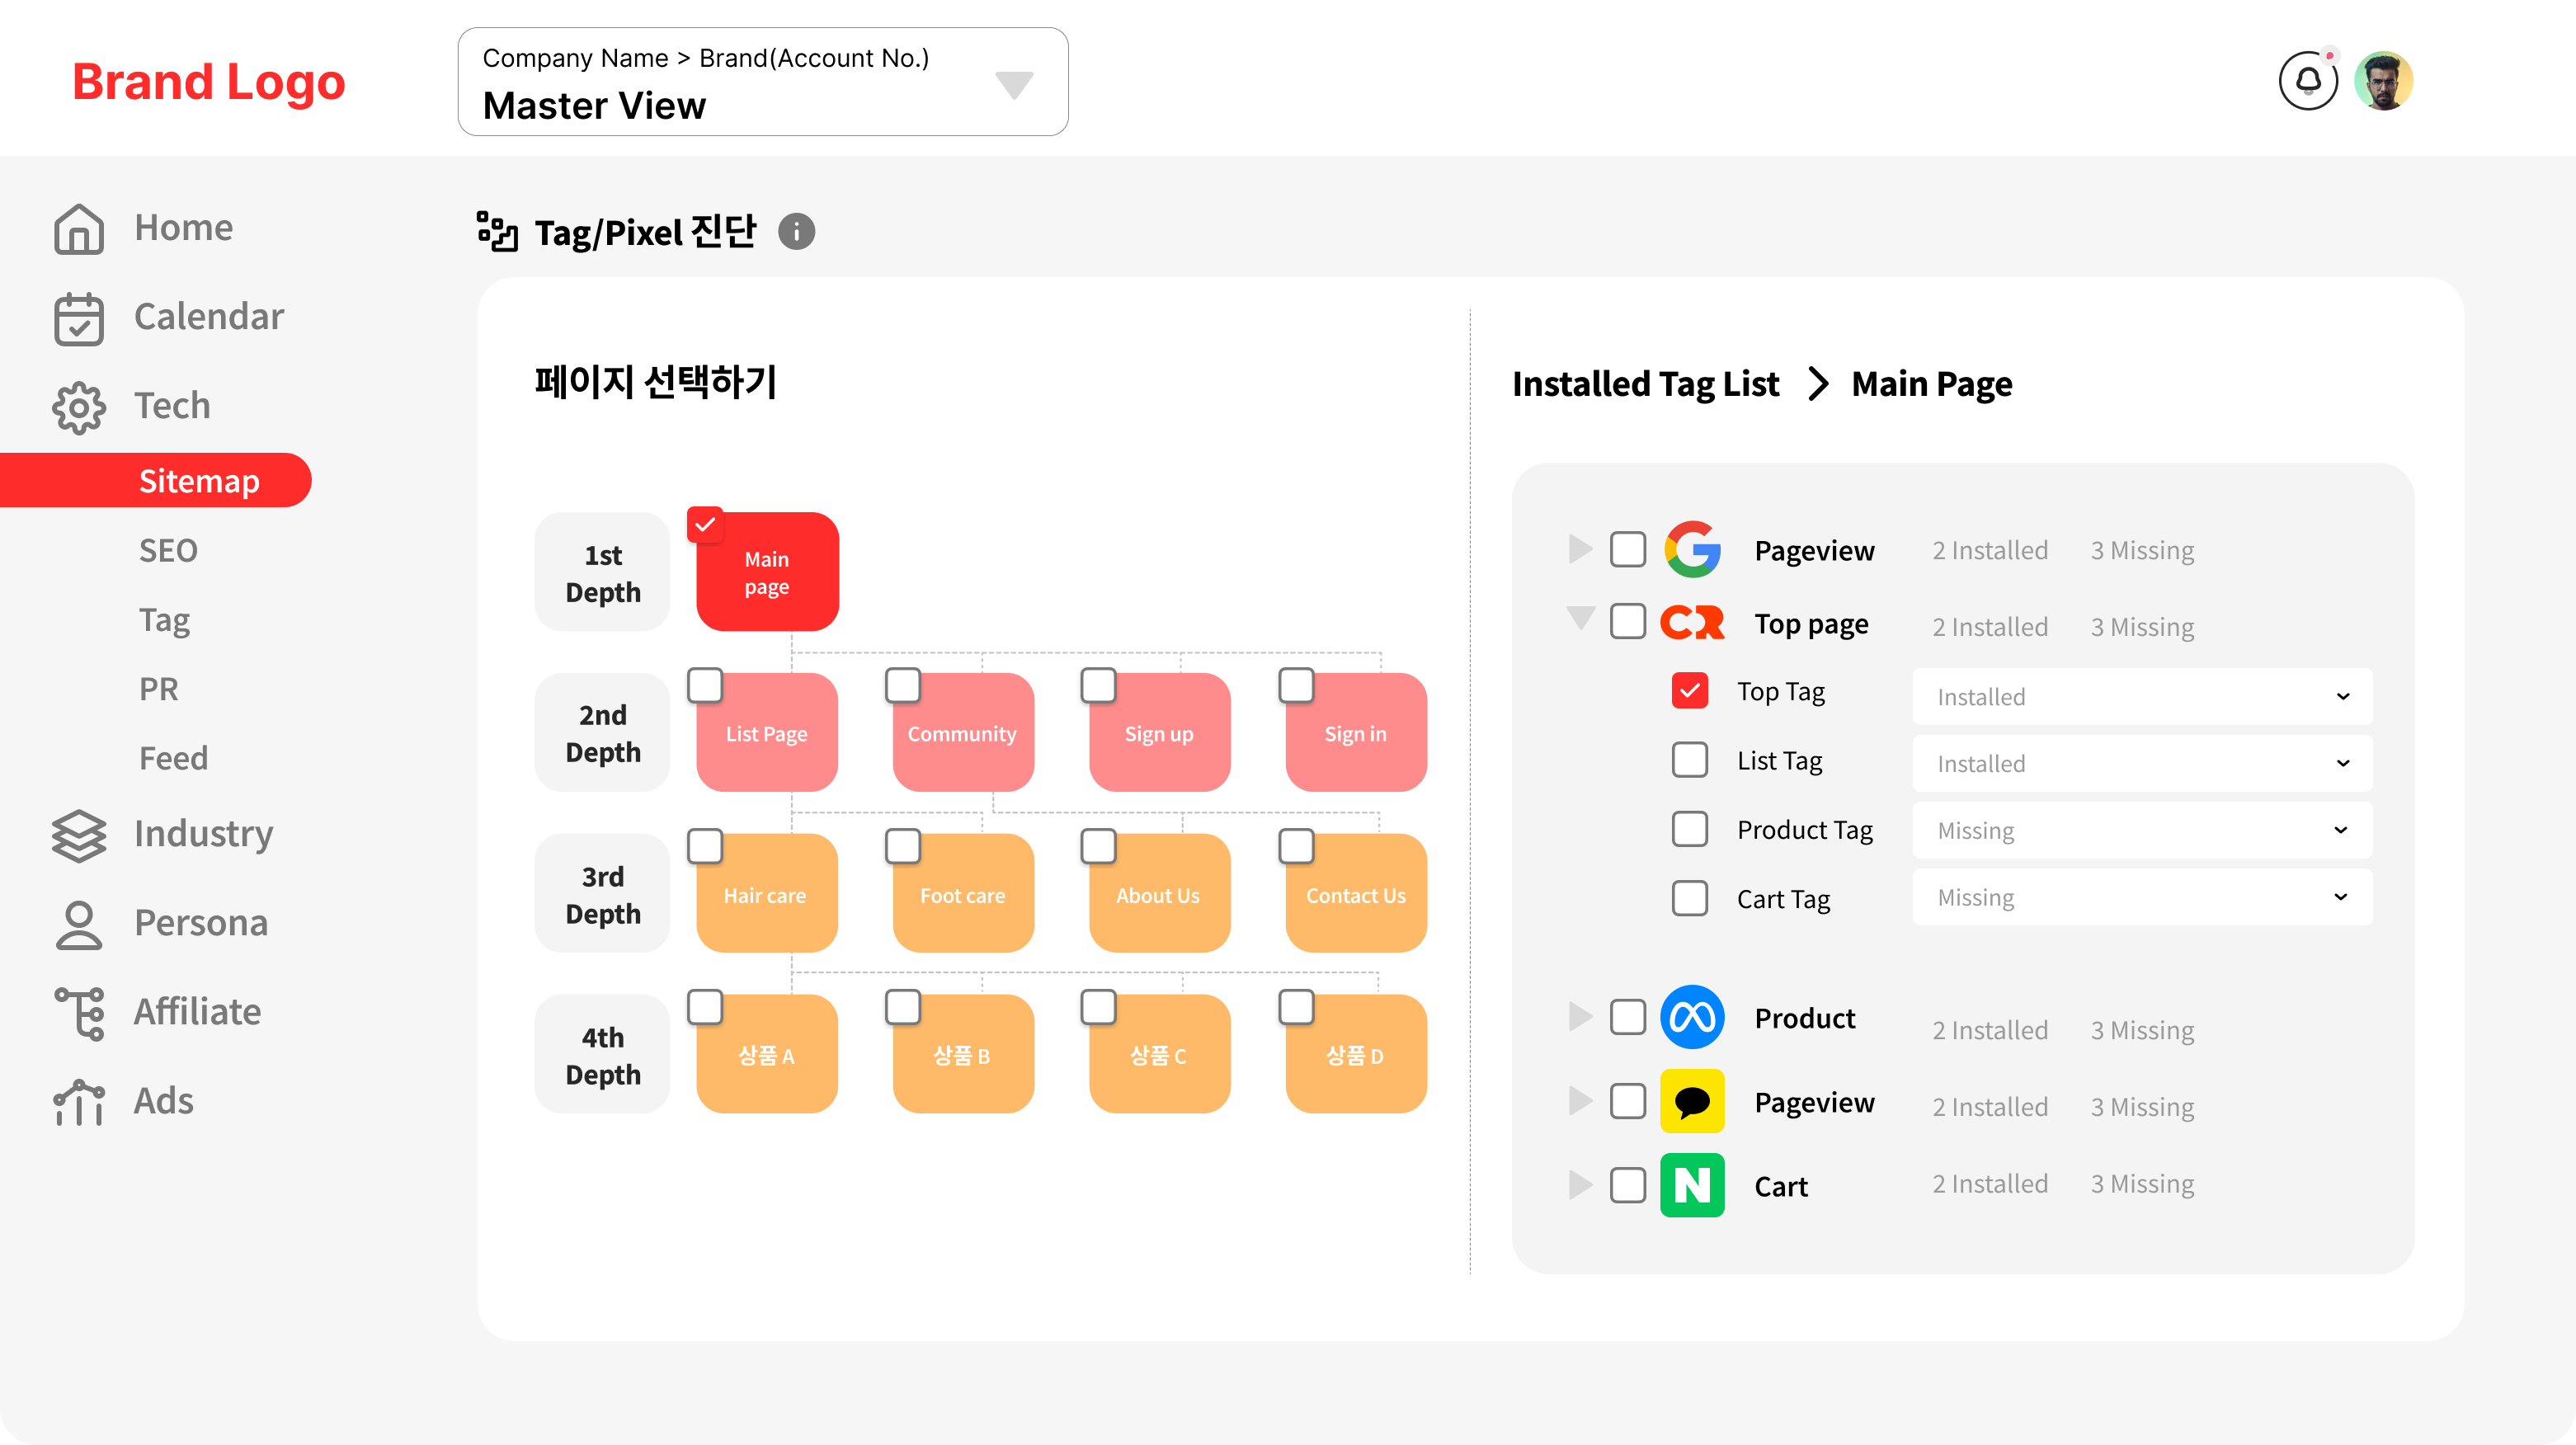 Brand Logo
Company Name > Brand(Account No.)
Master View
Home
Calendar
Tech
Sitemap
SEO
Tag
PR
Feed
Industry
Persona
Affiliate
Ads
Tag/Pixel 진단
페이지 선택하기
1st
Depth
Main
page
2nd
Depth
List Page
Community
Sign up
Sign in
3rd
Depth
Hair care
Foot care
About Us
Contact Us
4th
Depth
상품 A
상품 B
상품 C
상품 D
Installed Tag List > Main Page
Pageview 2 Installed 3 Missing
Top page 2 Installed 3 Missing
Top Tag Installed
List Tag Installed
Product Tag Missing
Cart Tag Missing
Product 2 Installed 3 Missing
Pageview 2 Installed 3 Missing
N Cart 2 Installed 3 Missing